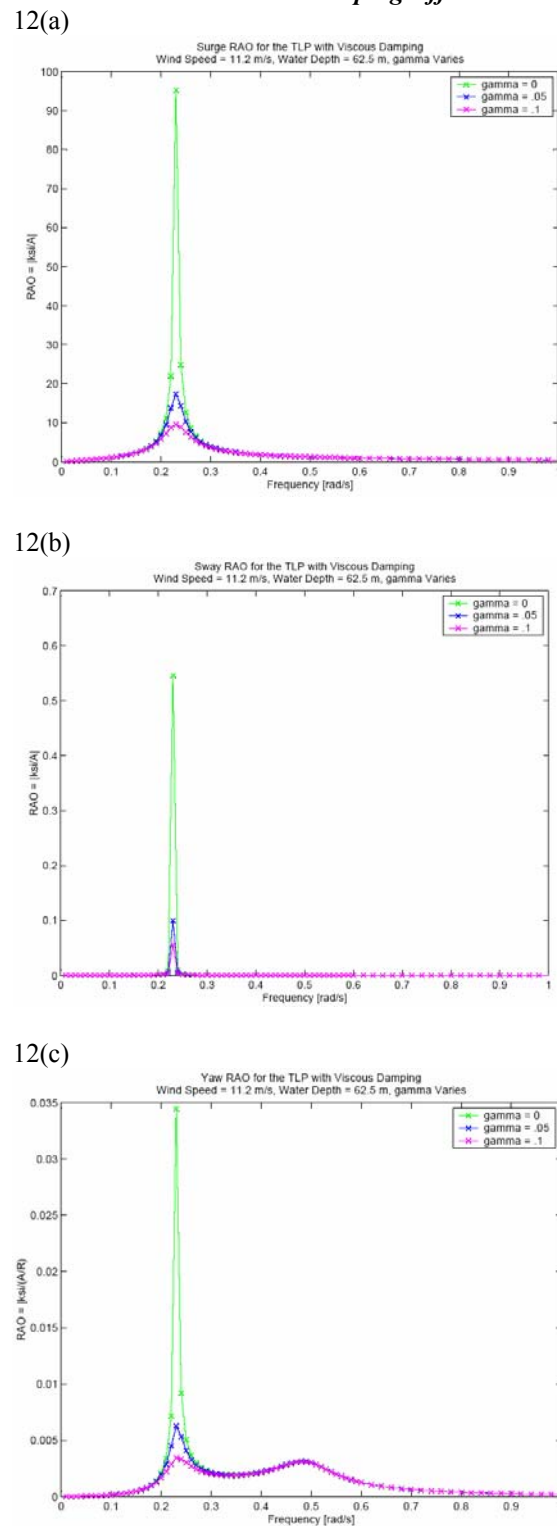 12(a)
Surge RAO for the TLP with Viscous Damping
Wind Speed = 11.2 m/s, Water Depth = 62.5 m, gamma Varies
gamma = 0
gamma = .05
gamma = .1
100
90
80
70
60
50
40
30
20
10
0
RAO = |ksi/A|
0 0.1 0.2 0.3 0.4 0.5 0.6 0.7 0.8 0.9
Frequency [rad/s]
12(b)
Sway RAO for the TLP with Viscous Damping
Wind Speed = 11.2 m/s, Water Depth = 62.5 m, gamma Varies
gamma = 0
gamma = .05
gamma = .1
0.7
0.6
0.5
0.4
0.3
0.2
0.1
0
RAO = |ksi/A|
0 0.1 0.2 0.3 0.4 0.5 0.6 0.7 0.8 0.9 1
Frequency [rad/s]
12(c)
Yaw RAO for the TLP with Viscous Damping
Wind Speed = 11.2 m/s, Water Depth = 62.5 m, gamma Varies
gamma = 0
gamma = .05
gamma = .1
0.035
0.03
0.025
0.02
0.015
0.01
0.005
0
RAO = |ksi/(A/R)
0 0.1 0.2 0.3 0.4 0.5 0.6 0.7 0.8 0.9
Frequency [rad/s]